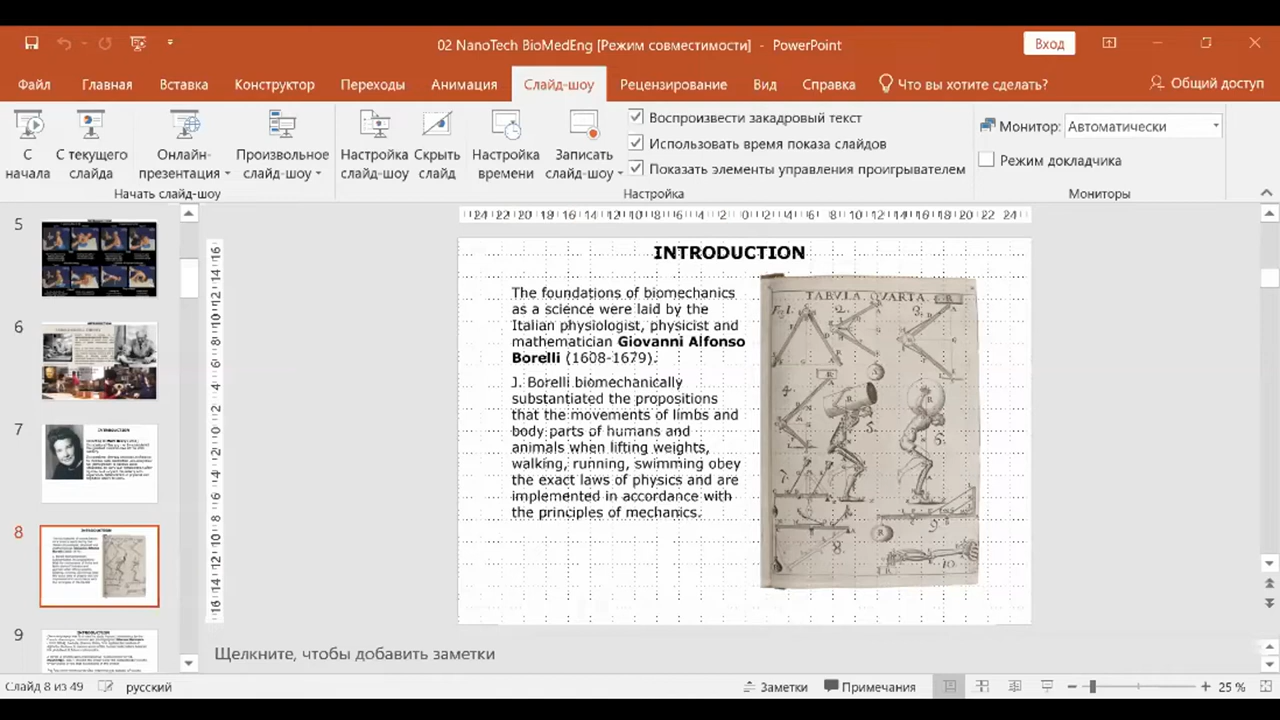 02 NanoTech BioMedEng [Режим совместимости] - PowerPoint
Вход
Файл Главная Вставка Конструктор Переходы Анимация Слайд-шоу Рецензирование Вид Справка Что вы хотите сделать? Общий доступ
С начала
С текущего слайда
Онлайн-презентация
Произвольное слайд-шоу
Начать слайд-шоу
Настройка слайд-шоу
Скрыть слайд
Настройка времени
Записать слайд-шоу
Воспроизвести закадровый текст
Использовать время показа слайдов
Показать элементы управления проигрывателем
Настройка
Монитор: Автоматически
Режим докладчика
Мониторы
5
6
7
8
9
INTRODUCTION
The foundations of biomechanics
as a science were laid by the
Italian physiologist, physicist and
mathematician Giovanni Alfonso
Borelli (1608-1679).
J. Borelli biomechanically
substantiated the propositions
that the movements of limbs and
body parts of humans and
animals when lifting weights,
walking, running, swimming obey
the exact laws of physics and are
implemented in accordance with
the principles of mechanics.
TABVLA QVARTA
Щелкните, чтобы добавить заметки
Слайд 8 из 49 русский Заметки Примечания 25 %